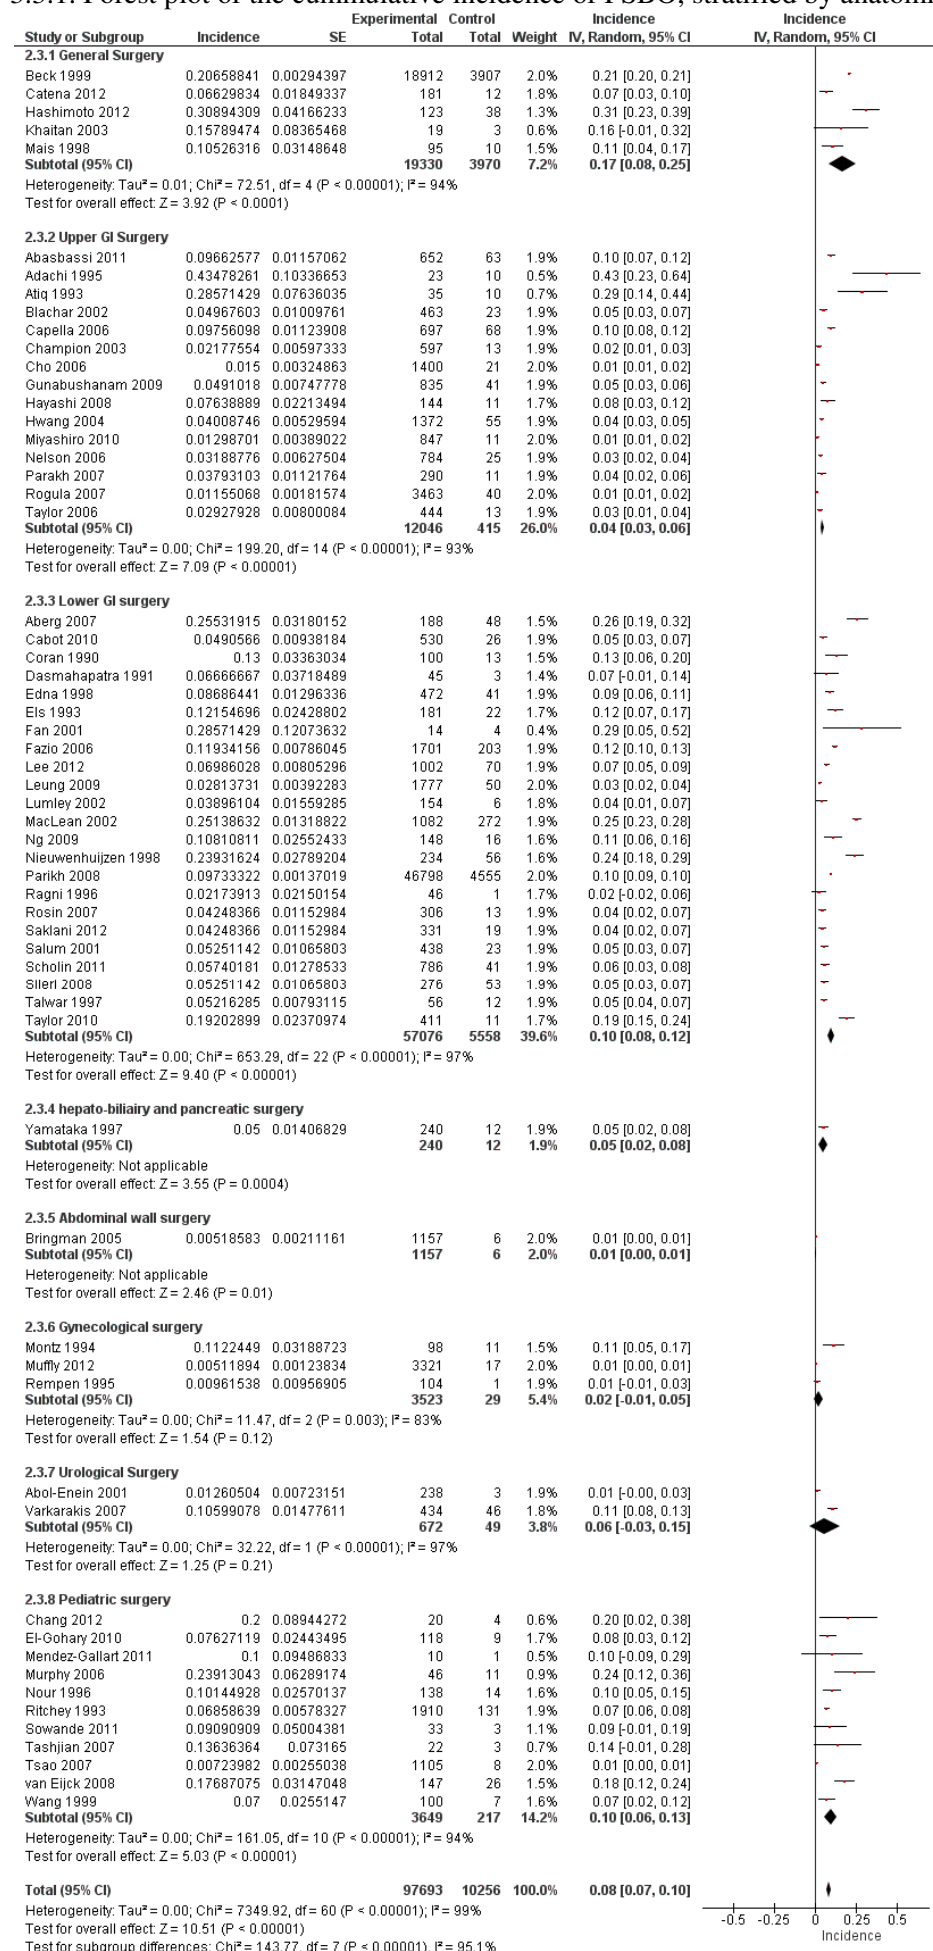 3.3.1. Forest plot of the cummulative incidence of PSBO, stratified by anatomi
Experimental Control Incidence Incidence
Study or Subgroup Incidence SE Total Total Weight IV, Random, 95% CI IV, Random, 95% CI
2.3.1 General Surgery
Beck 1999 0.20658841 0.00294397 18912 3907 2.0% 0.21 [0.20, 0.21]
Catena 2012 0.06629834 0.01849337 181 12 1.8% 0.07 [0.03, 0.10]
Hashimoto 2012 0.30894309 0.04166233 123 38 1.3% 0.31 [0.23, 0.39]
Khaitan 2003 0.15789474 0.08365468 19 3 0.6% 0.16 [-0.01, 0.32]
Mais 1998 0.10526316 0.03148648 95 10 1.5% 0.11 [0.04, 0.17]
Subtotal (95% CI) 19330 3970 7.2% 0.17 [0.08, 0.25]
Heterogeneity: Tau² = 0.01; Chi² = 72.51, df = 4 (P < 0.00001); I² = 94%
Test for overall effect: Z = 3.92 (P < 0.0001)
2.3.2 Upper GI Surgery
Abasbassi 2011 0.09662577 0.01157062 652 63 1.9% 0.10 [0.07, 0.12]
Adachi 1995 0.43478261 0.10336653 23 10 0.5% 0.43 [0.23, 0.64]
Atiq 1993 0.28571429 0.07636035 35 10 0.7% 0.29 [0.14, 0.44]
Blachar 2002 0.04967603 0.01009761 463 23 1.9% 0.05 [0.03, 0.07]
Capella 2006 0.09756098 0.01123908 697 68 1.9% 0.10 [0.08, 0.12]
Champion 2003 0.02177554 0.00597333 597 13 1.9% 0.02 [0.01, 0.03]
Cho 2006 0.015 0.00324863 1400 21 2.0% 0.01 [0.01, 0.02]
Gunabushanam 2009 0.0491018 0.00747778 835 41 1.9% 0.05 [0.03, 0.06]
Hayashi 2008 0.07638889 0.02213494 144 11 1.7% 0.08 [0.03, 0.12]
Hwang 2004 0.04008746 0.00529594 1372 55 1.9% 0.04 [0.03, 0.05]
Miyashiro 2010 0.01298701 0.00389022 847 11 2.0% 0.01 [0.01, 0.02]
Nelson 2006 0.03188776 0.00627504 784 25 1.9% 0.03 [0.02, 0.04]
Parakh 2007 0.03793103 0.01121764 290 11 1.9% 0.04 [0.02, 0.06]
Rogula 2007 0.01155068 0.00181574 3463 40 2.0% 0.01 [0.01, 0.02]
Taylor 2006 0.02927928 0.00800084 444 13 1.9% 0.03 [0.01, 0.04]
Subtotal (95% CI) 12046 415 26.0% 0.04 [0.03, 0.06]
Heterogeneity: Tau² = 0.00; Chi² = 199.20, df = 14 (P < 0.00001); I² = 93%
Test for overall effect: Z = 7.09 (P < 0.00001)
2.3.3 Lower GI surgery
Aberg 2007 0.25531915 0.03180152 188 48 1.5% 0.26 [0.19, 0.32]
Cabot 2010 0.0490566 0.00938184 530 26 1.9% 0.05 [0.03, 0.07]
Coran 1990 0.13 0.03363034 100 13 1.5% 0.13 [0.06, 0.20]
Dasmahapatra 1991 0.06666667 0.03718489 45 3 1.4% 0.07 [-0.01, 0.14]
Edna 1998 0.08686441 0.01296336 472 41 1.9% 0.09 [0.06, 0.11]
Els 1993 0.12154696 0.02428802 181 22 1.7% 0.12 [0.07, 0.17]
Fan 2001 0.28571429 0.12073632 14 4 0.4% 0.29 [0.05, 0.52]
Fazio 2006 0.11934156 0.00786045 1701 203 1.9% 0.12 [0.10, 0.13]
Lee 2012 0.06986028 0.00805296 1002 70 1.9% 0.07 [0.05, 0.09]
Leung 2009 0.02813731 0.00392283 1777 50 2.0% 0.03 [0.02, 0.04]
Lumley 2002 0.03896104 0.01559285 154 6 1.8% 0.04 [0.01, 0.07]
MacLean 2002 0.25138632 0.01318822 1082 272 1.9% 0.25 [0.23, 0.28]
Ng 2009 0.10810811 0.02552433 148 16 1.6% 0.11 [0.06, 0.16]
Nieuwenhuijzen 1998 0.23931624 0.02789204 234 56 1.6% 0.24 [0.18, 0.29]
Parikh 2008 0.09733322 0.00137019 46798 4555 2.0% 0.10 [0.09, 0.10]
Ragni 1996 0.02173913 0.02150154 46 1 1.7% 0.02 [-0.02, 0.06]
Rosin 2007 0.04248366 0.01152984 306 13 1.9% 0.04 [0.02, 0.07]
Saklani 2012 0.04248366 0.01152984 331 19 1.9% 0.04 [0.02, 0.07]
Salum 2001 0.05251142 0.01065803 438 23 1.9% 0.05 [0.03, 0.07]
Scholin 2011 0.05740181 0.01278533 786 41 1.9% 0.06 [0.03, 0.08]
Sileri 2008 0.05251142 0.01065803 276 53 1.9% 0.05 [0.03, 0.07]
Talwar 1997 0.05216285 0.00793115 56 12 1.9% 0.05 [0.04, 0.07]
Taylor 2010 0.19202899 0.02370974 411 11 1.7% 0.19 [0.15, 0.24]
Subtotal (95% CI) 57076 5558 39.6% 0.10 [0.08, 0.12]
Heterogeneity: Tau² = 0.00; Chi² = 653.29, df = 22 (P < 0.00001); I² = 97%
Test for overall effect: Z = 9.40 (P < 0.00001)
2.3.4 hepato-biliairy and pancreatic surgery
Yamataka 1997 0.05 0.01406829 240 12 1.9% 0.05 [0.02, 0.08]
Subtotal (95% CI) 240 12 1.9% 0.05 [0.02, 0.08]
Heterogeneity: Not applicable
Test for overall effect: Z = 3.55 (P = 0.0004)
2.3.5 Abdominal wall surgery
Bringman 2005 0.00518583 0.00211161 1157 6 2.0% 0.01 [0.00, 0.01]
Subtotal (95% CI) 1157 6 2.0% 0.01 [0.00, 0.01]
Heterogeneity: Not applicable
Test for overall effect: Z = 2.46 (P = 0.01)
2.3.6 Gynecological surgery
Montz 1994 0.1122449 0.03188723 98 11 1.5% 0.11 [0.05, 0.17]
Muffly 2012 0.00511894 0.00123834 3321 17 2.0% 0.01 [0.00, 0.01]
Rempen 1995 0.00961538 0.00956905 104 1 1.9% 0.01 [-0.01, 0.03]
Subtotal (95% CI) 3523 29 5.4% 0.02 [-0.01, 0.05]
Heterogeneity: Tau² = 0.00; Chi² = 11.47, df = 2 (P = 0.003); I² = 83%
Test for overall effect: Z = 1.54 (P = 0.12)
2.3.7 Urological Surgery
Abol-Enein 2001 0.01260504 0.00723151 238 3 1.9% 0.01 [-0.00, 0.03]
Varkarakis 2007 0.10599078 0.01477611 434 46 1.8% 0.11 [0.08, 0.13]
Subtotal (95% CI) 672 49 3.8% 0.06 [-0.03, 0.15]
Heterogeneity: Tau² = 0.00; Chi² = 32.22, df = 1 (P < 0.00001); I² = 97%
Test for overall effect: Z = 1.25 (P = 0.21)
2.3.8 Pediatric surgery
Chang 2012 0.2 0.08944272 20 4 0.6% 0.20 [0.02, 0.38]
El-Gohary 2010 0.07627119 0.02443495 118 9 1.7% 0.08 [0.03, 0.12]
Mendez-Gallart 2011 0.1 0.09486833 10 1 0.5% 0.10 [-0.09, 0.29]
Murphy 2006 0.23913043 0.06289174 46 11 0.9% 0.24 [0.12, 0.36]
Nour 1996 0.10144928 0.02570137 138 14 1.6% 0.10 [0.05, 0.15]
Ritchey 1993 0.06858639 0.00578327 1910 131 1.9% 0.07 [0.06, 0.08]
Sowande 2011 0.09090909 0.05004381 33 3 1.1% 0.09 [-0.01, 0.19]
Tashjian 2007 0.13636364 0.073165 22 3 0.7% 0.14 [-0.01, 0.28]
Tsao 2007 0.00723982 0.00255038 1105 8 2.0% 0.01 [0.00, 0.01]
van Eijck 2008 0.17687075 0.03147048 147 26 1.5% 0.18 [0.12, 0.24]
Wang 1999 0.07 0.0255147 100 7 1.6% 0.07 [0.02, 0.12]
Subtotal (95% CI) 3649 217 14.2% 0.10 [0.06, 0.13]
Heterogeneity: Tau² = 0.00; Chi² = 161.05, df = 10 (P < 0.00001); I² = 94%
Test for overall effect: Z = 5.03 (P < 0.00001)
Total (95% CI) 97693 10256 100.0% 0.08 [0.07, 0.10]
Heterogeneity: Tau² = 0.00; Chi² = 7349.92, df = 60 (P < 0.00001); I² = 99%
Test for overall effect: Z = 10.51 (P < 0.00001)
Test for subgroup differences: Chi² = 143.77, df = 7 (P < 0.00001), I² = 95.1%
-0.5 -0.25 0 0.25 0.5
Incidence